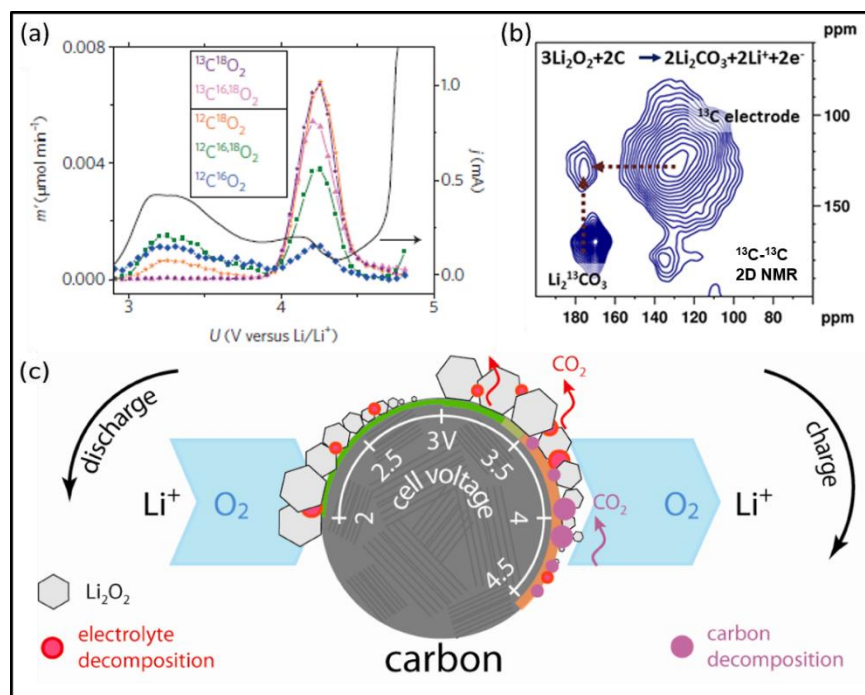 (a)
0.008
0.004
0.000
m′ (μmol min⁻¹)
¹³C¹⁸O₂
¹³C¹⁶,¹⁸O₂
¹²C¹⁸O₂
¹²C¹⁶,¹⁸O₂
¹²C¹⁶O₂
1.0
0.5
0.0
j (mA)
3
4
5
U (V versus Li/Li⁺)
(b)
ppm
3Li₂O₂+2C → 2Li₂CO₃+2Li⁺+2e⁻
¹³C electrode
100
150
Li₂¹³CO₃
¹³C-¹³C
2D NMR
180 160 140 120 100 80 60
ppm
(c)
discharge
charge
CO₂
CO₂
Li⁺
O₂
2
2.5
3V
3.5
4
4.5
cell voltage
O₂
Li⁺
Li₂O₂
electrolyte
decomposition
carbon
carbon
decomposition